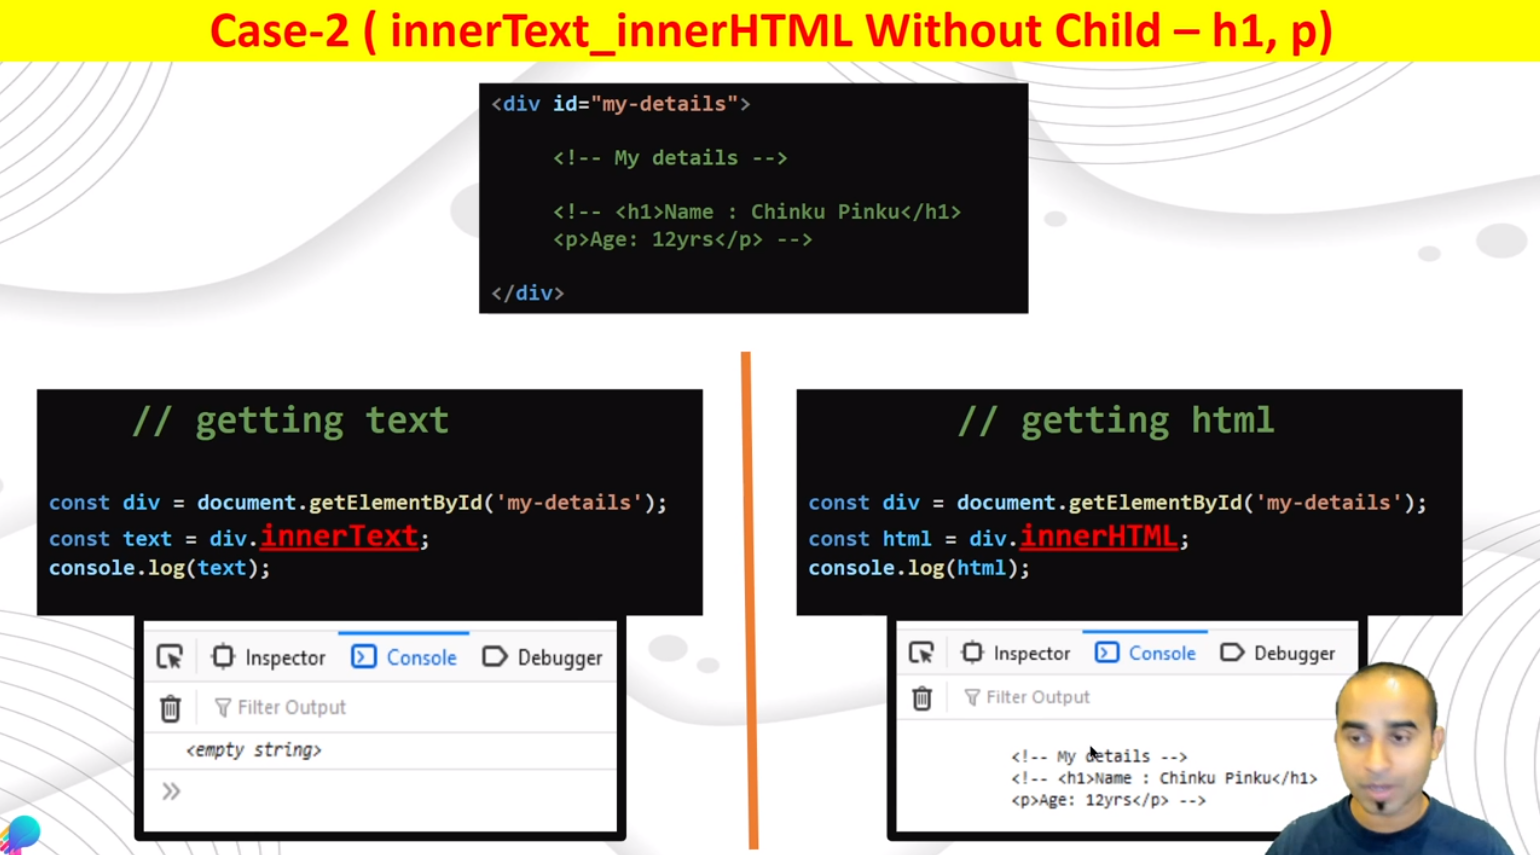 Case-2 ( innerText_innerHTML Without Child – h1, p)
<div id="my-details">
<!-- My details -->
<!-- <h1>Name : Chinku Pinku</h1>
<p>Age: 12yrs</p> -->
</div>
// getting text
const div = document.getElementById('my-details');
const text = div.innerText;
console.log(text);
Inspector Console Debugger
Filter Output
<empty string>
// getting html
const div = document.getElementById('my-details');
const html = div.innerHTML;
console.log(html);
Inspector Console Debugger
Filter Output
<!-- My details -->
<!-- <h1>Name : Chinku Pinku</h1>
<p>Age: 12yrs</p> -->